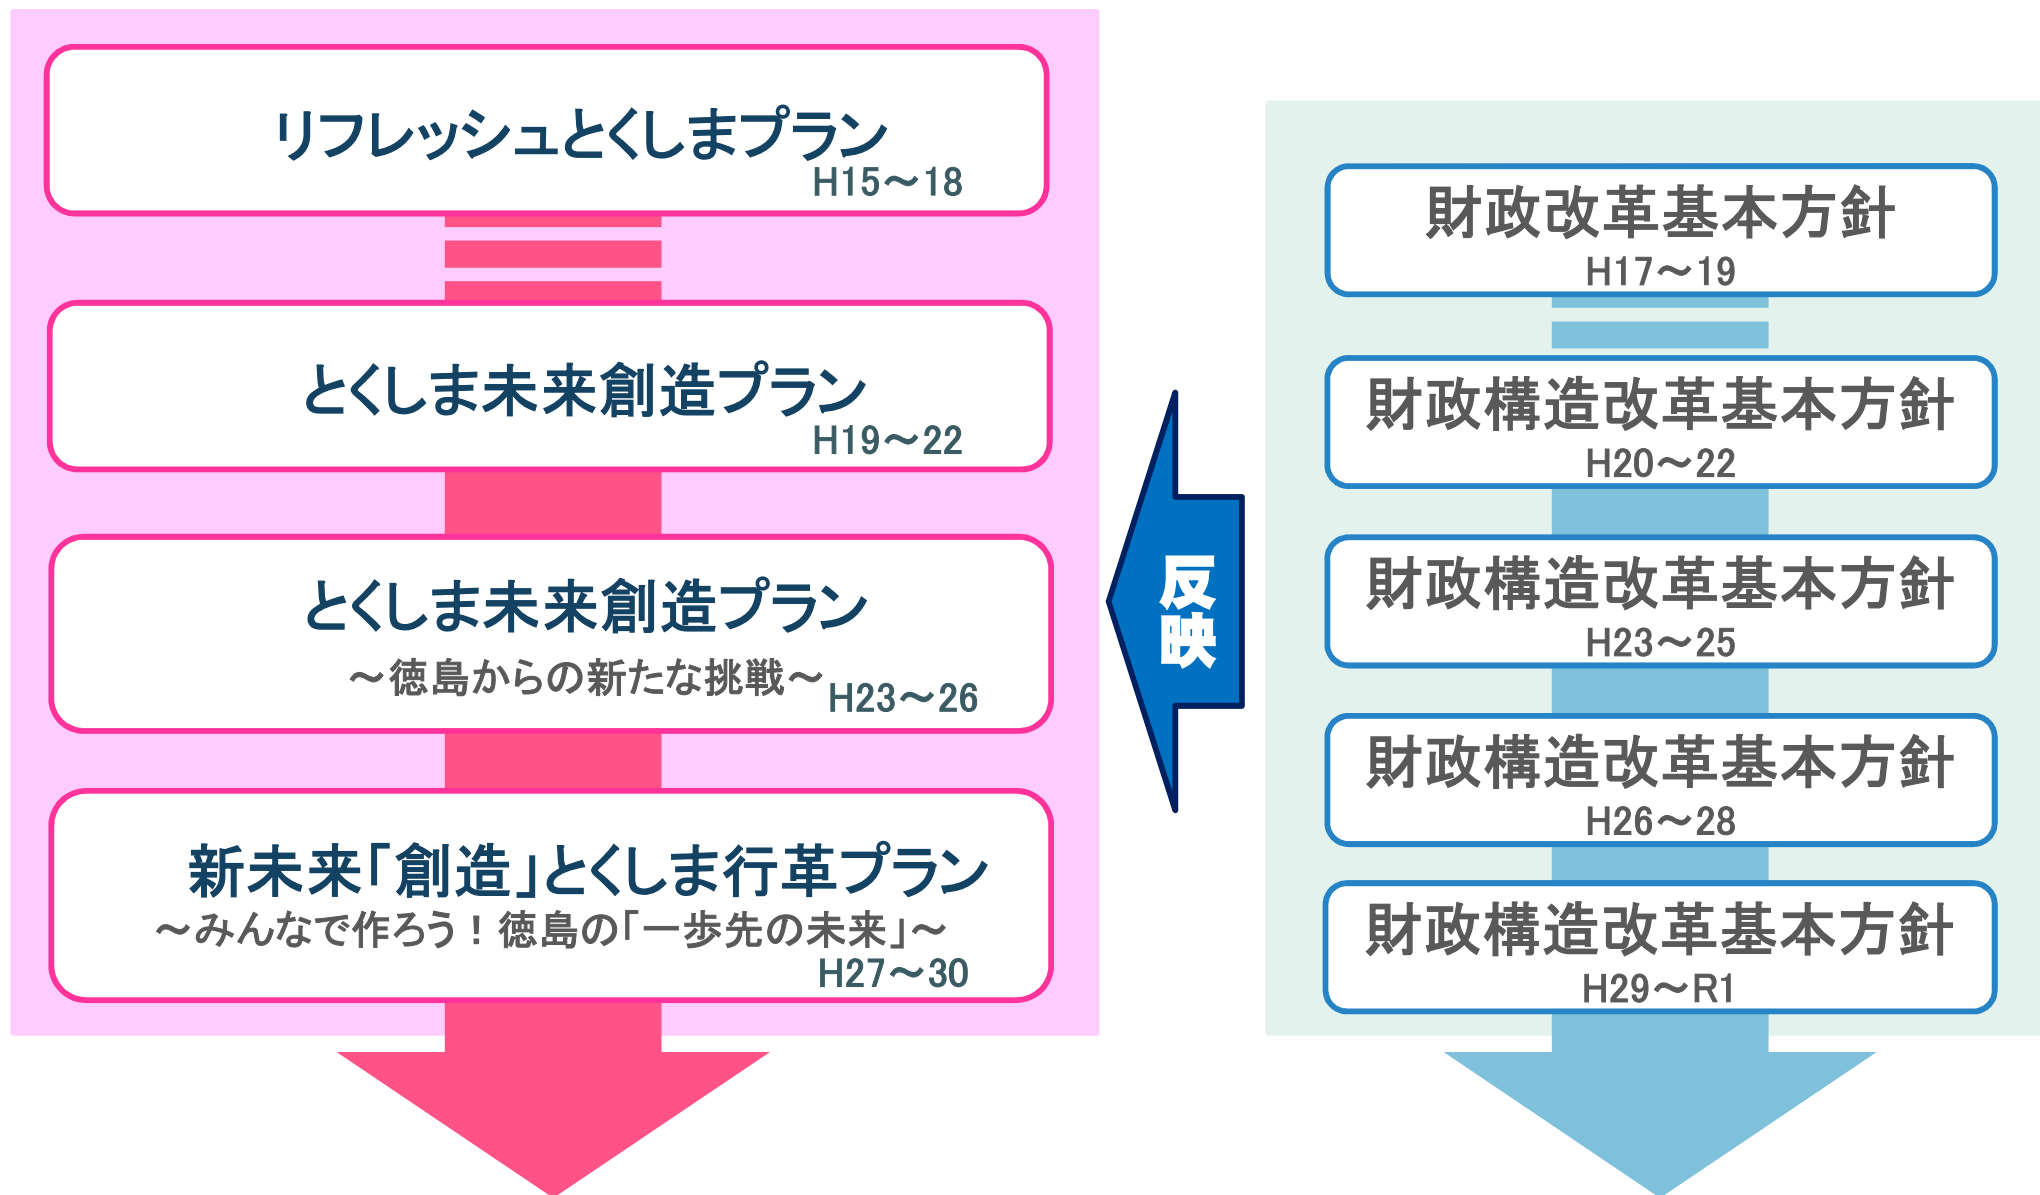 リフレッシュとくしまプラン
H15～18
とくしま未来創造プラン
H19～22
とくしま未来創造プラン
～徳島からの新たな挑戦～
H23～26
新未来「創造」とくしま行革プラン
～みんなで作ろう！徳島の「一歩先の未来」～
H27～30
反
映
財政改革基本方針
H17～19
財政構造改革基本方針
H20～22
財政構造改革基本方針
H23～25
財政構造改革基本方針
H26～28
財政構造改革基本方針
H29～R1